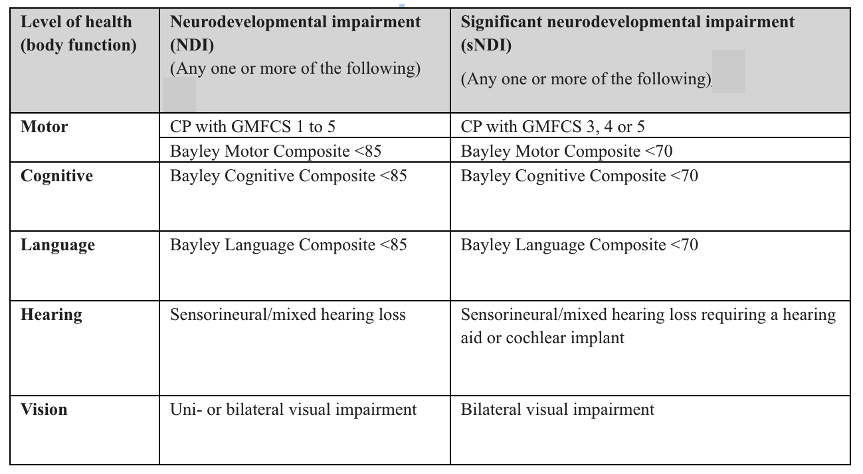 Level of health
(body function)
Neurodevelopmental impairment
(NDI)
(Any one or more of the following)
Significant neurodevelopmental impairment
(sNDI)
(Any one or more of the following)
Motor
CP with GMFCS 1 to 5
CP with GMFCS 3, 4 or 5
Bayley Motor Composite <85
Bayley Motor Composite <70
Cognitive
Bayley Cognitive Composite <85
Bayley Cognitive Composite <70
Language
Bayley Language Composite <85
Bayley Language Composite <70
Hearing
Sensorineural/mixed hearing loss
Sensorineural/mixed hearing loss requiring a hearing
aid or cochlear implant
Vision
Uni- or bilateral visual impairment
Bilateral visual impairment